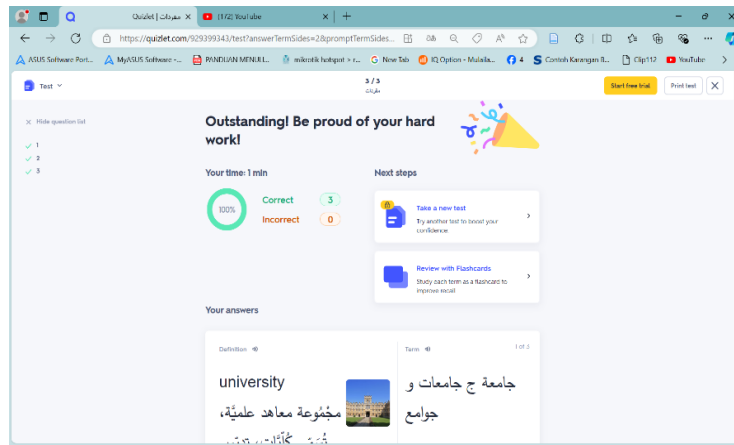 Quizlet | مفردات
(172) YouTube
https://quizlet.com/929399343/test?answerTermSides=2&promptTermSides...
ASUS Software Port...
MyASUS Software -...
PANDUAN MENUL...
mikrotik hotspot > r...
New Tab
IQ Option - Mulaila...
4
Contoh Karangan B...
Clip112
YouTube
Test
3 / 3
مفردات
Start free trial
Print test
Hide question list
1
2
3
Outstanding! Be proud of your hard
work!
Your time: 1 min
100%
Correct 3
Incorrect 0
Next steps
Take a new test
Try another test to boost your
confidence.
Review with Flashcards
Study each term as a flashcard to
improve recall
Your answers
Definition
university
مجْمُوعة معاهد علميَّة،
Term
1 of 3
جامعة ج جامعات و
جوامع